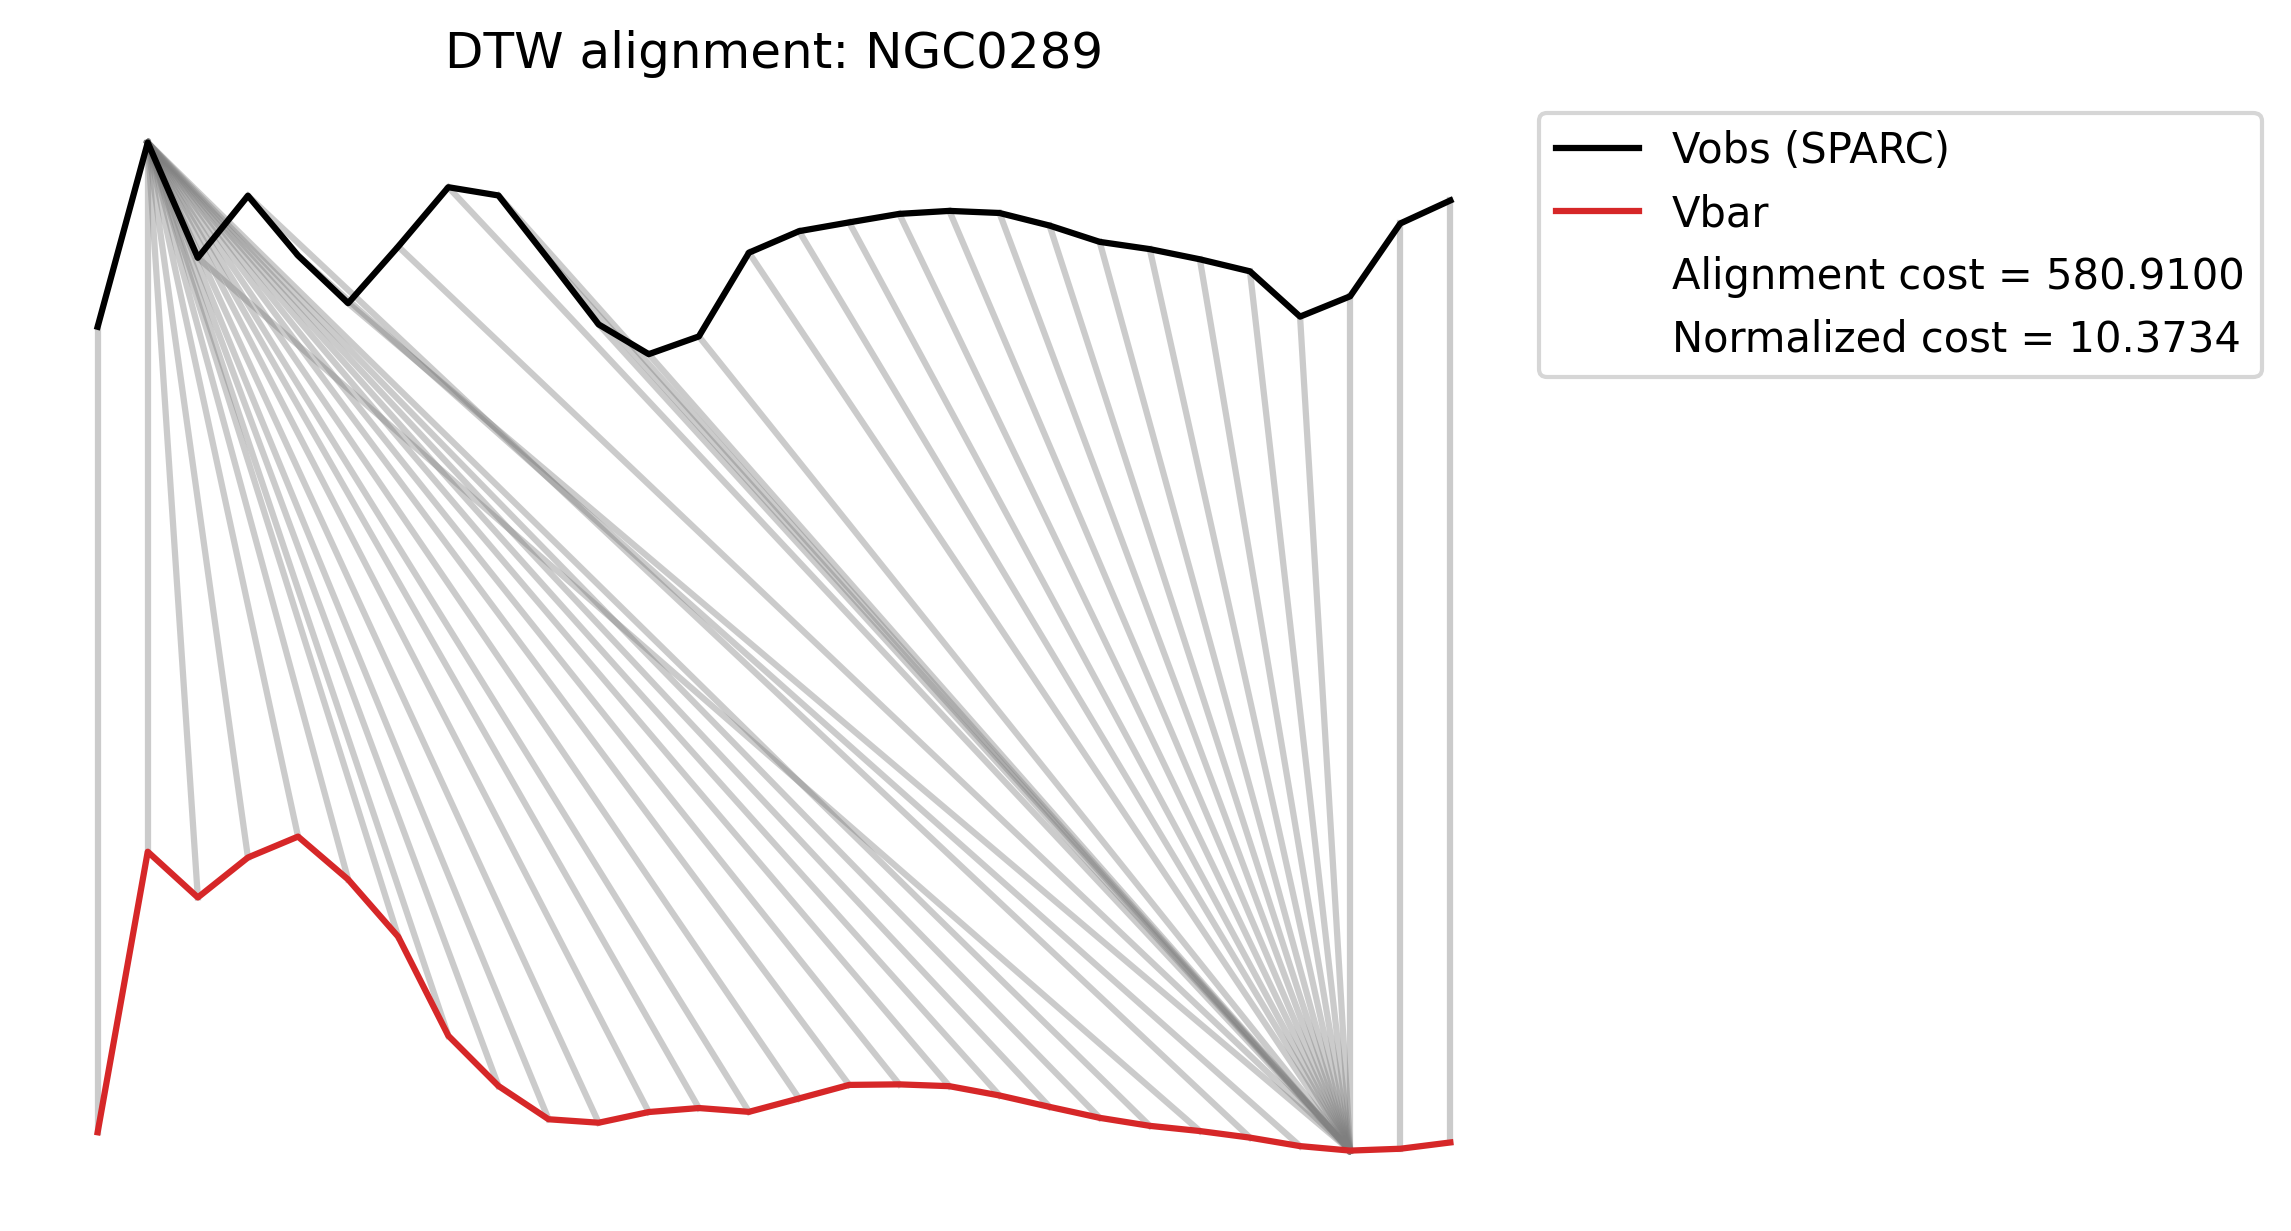 DTW alignment: NGC0289
Vobs (SPARC)
Vbar
Alignment cost = 580.9100
Normalized cost = 10.3734